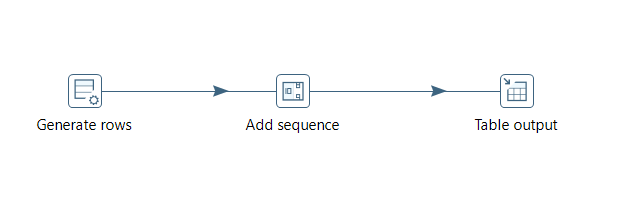 Generate rows
Add sequence
Table output